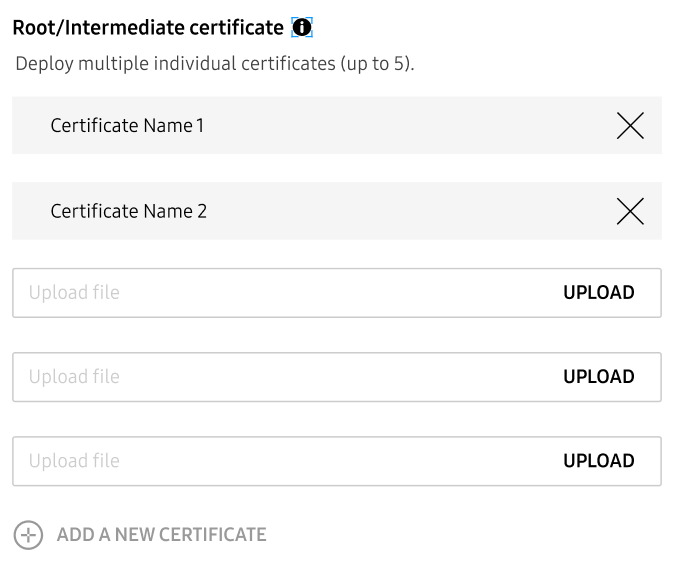 Root/Intermediate certificate
Deploy multiple individual certificates (up to 5).
Certificate Name 1
Certificate Name 2
Upload file UPLOAD
Upload file UPLOAD
Upload file UPLOAD
ADD A NEW CERTIFICATE